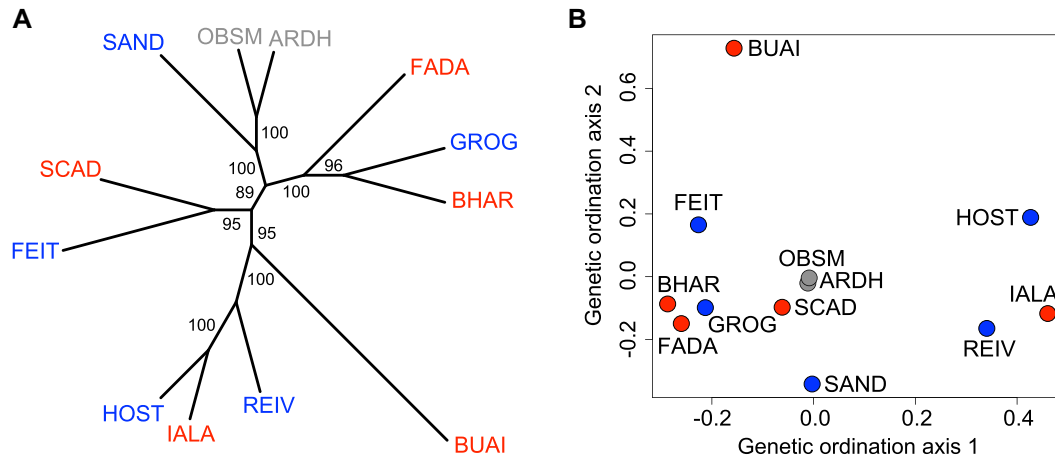 A
SAND
OBSM ARDH
FADA
100
GROG
SCAD
100
96
89
100
BHAR
95
95
FEIT
100
100
HOST
REIV
IALA
BUAI
B
BUAI
FEIT
HOST
OBSM
ARDH
BHAR
IALA
SCAD
GROG
FADA
REIV
SAND
Genetic ordination axis 2
0.6
0.4
0.2
0.0
-0.2
-0.2 0.0 0.2 0.4
Genetic ordination axis 1